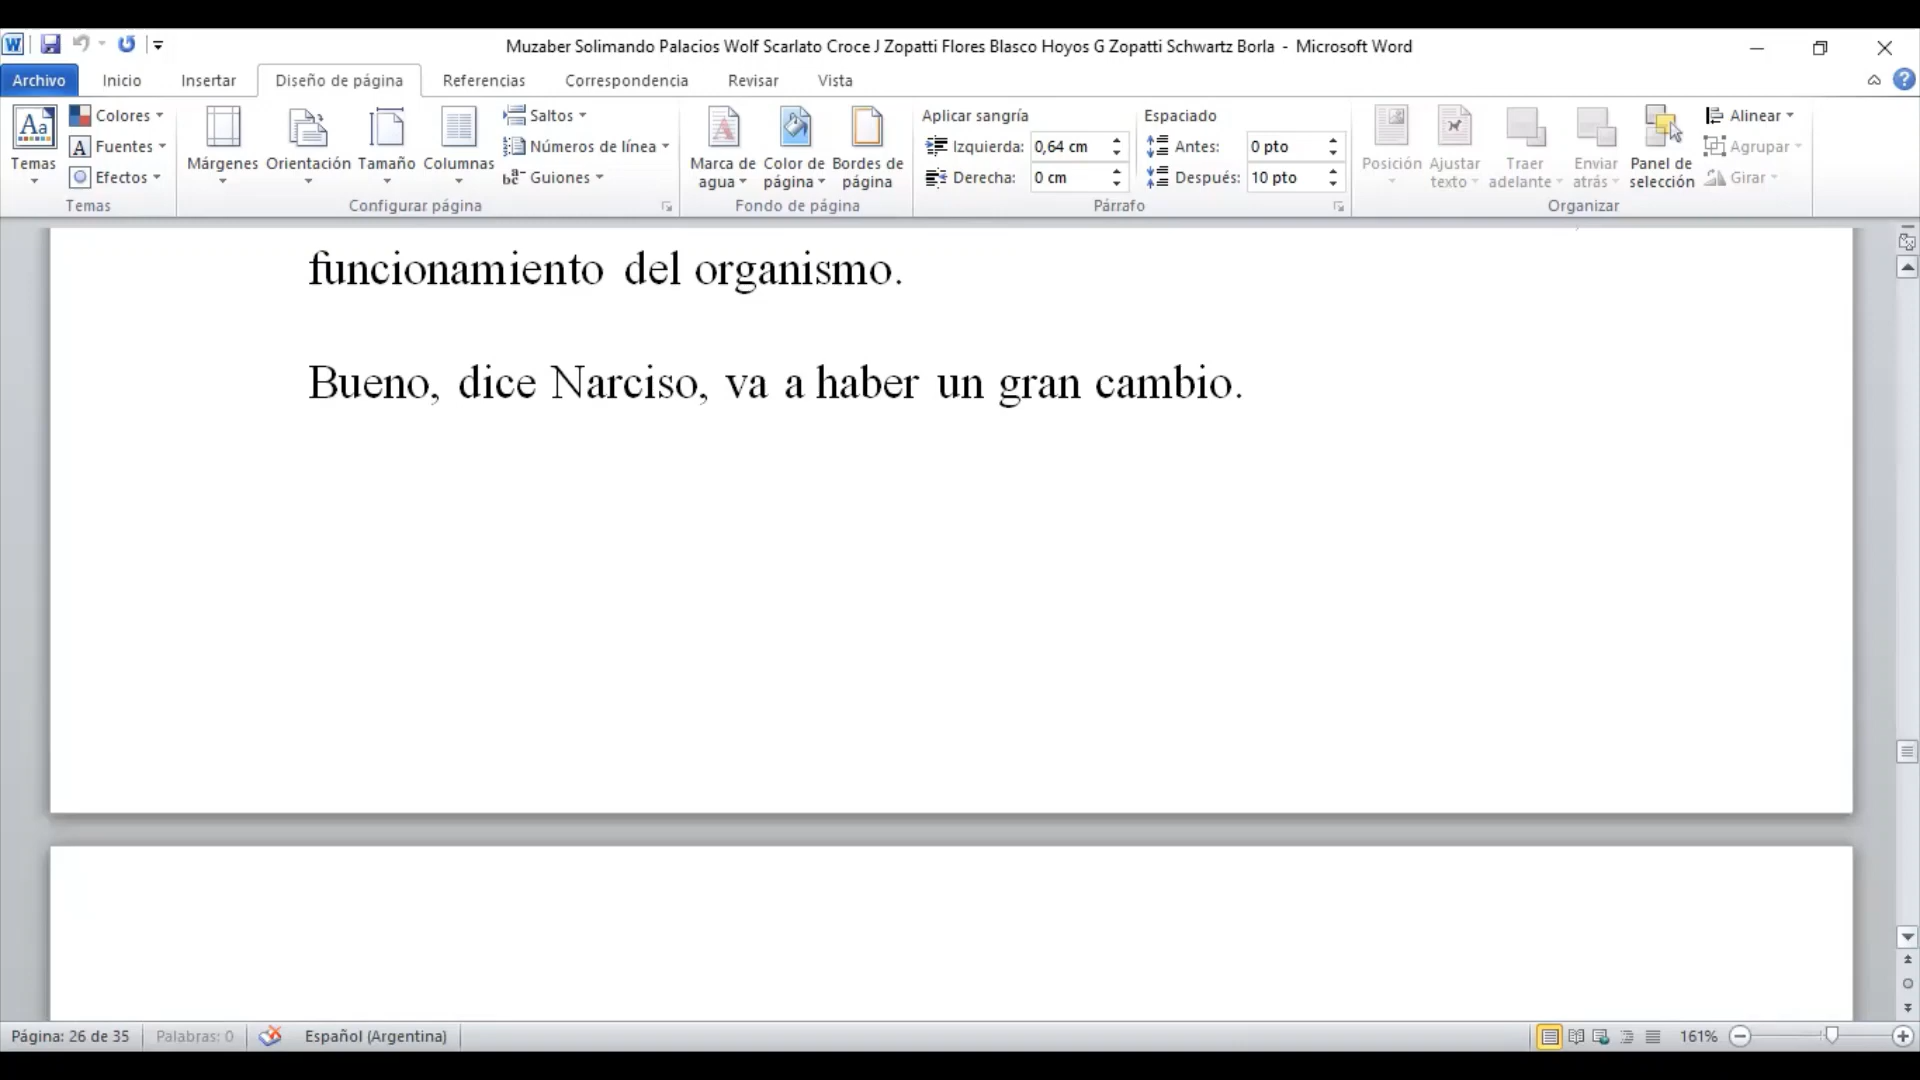 Muzaber Solimando Palacios Wolf Scarlato Croce J Zopatti Flores Blasco Hoyos G Zopatti Schwartz Borla - Microsoft Word
Archivo Inicio Insertar Diseño de página Referencias Correspondencia Revisar Vista
Temas
Colores
Fuentes
Efectos
Temas
Márgenes Orientación Tamaño Columnas
Saltos
Números de línea
Guiones
Configurar página
Marca de agua
Color de página
Bordes de página
Fondo de página
Aplicar sangría
Izquierda: 0,64 cm
Derecha: 0 cm
Espaciado
Antes: 0 pto
Después: 10 pto
Párrafo
Posición
Ajustar texto
Traer adelante
Enviar atrás
Panel de selección
Alinear
Agrupar
Girar
Organizar
funcionamiento del organismo.
Bueno, dice Narciso, va a haber un gran cambio.
Página: 26 de 35 Palabras: 0 Español (Argentina) 161%